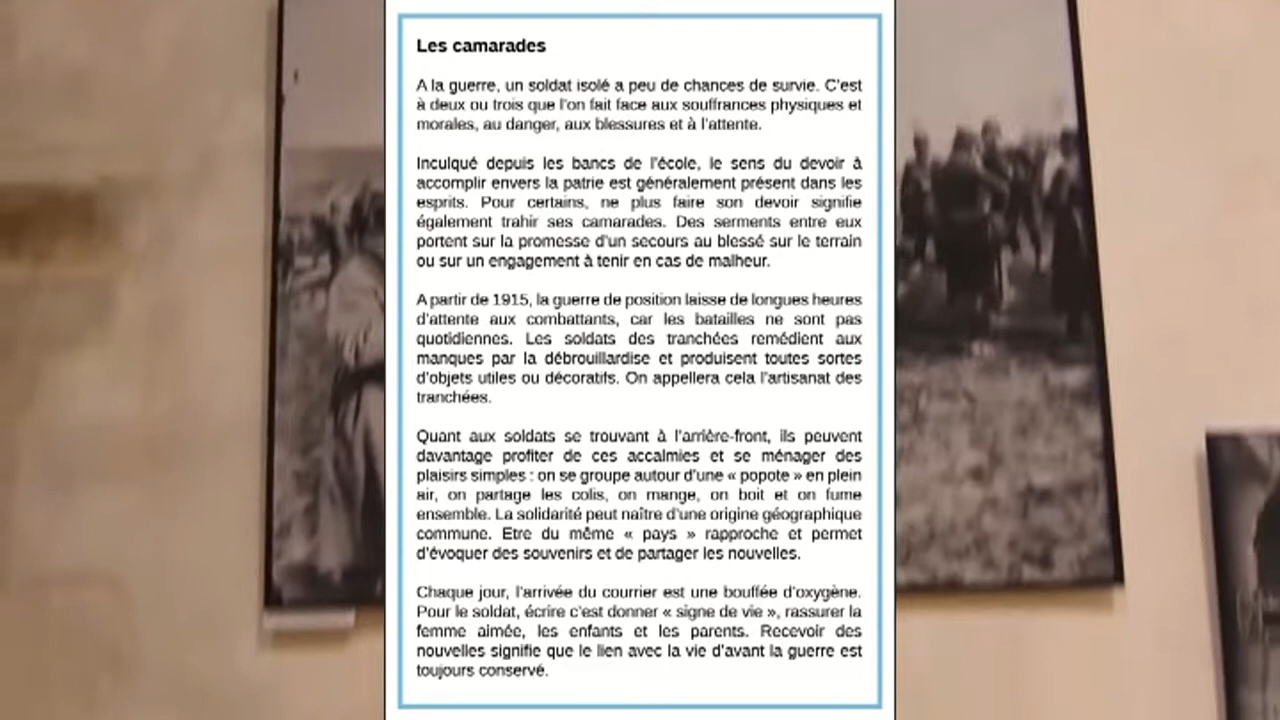 Les camarades
A la guerre, un soldat isolé a peu de chances de survie. C'est
à deux ou trois que l'on fait face aux souffrances physiques et
morales, au danger, aux blessures et à l'attente.
Inculqué depuis les bancs de l'école, le sens du devoir à
accomplir envers la patrie est généralement présent dans les
esprits. Pour certains, ne plus faire son devoir signifie
également trahir ses camarades. Des serments entre eux
portent sur la promesse d'un secours au blessé sur le terrain
ou sur un engagement à tenir en cas de malheur.
A partir de 1915, la guerre de position laisse de longues heures
d'attente aux combattants, car les batailles ne sont pas
quotidiennes. Les soldats des tranchées remédient aux
manques par la débrouillardise et produisent toutes sortes
d'objets utiles ou décoratifs. On appellera cela l'artisanat des
tranchées.
Quant aux soldats se trouvant à l'arrière-front, ils peuvent
davantage profiter de ces accalmies et se ménager des
plaisirs simples : on se groupe autour d'une « popote » en plein
air, on partage les colis, on mange, on boit et on fume
ensemble. La solidarité peut naître d'une origine géographique
commune. Etre du même « pays » rapproche et permet
d'évoquer des souvenirs et de partager les nouvelles.
Chaque jour, l'arrivée du courrier est une bouffée d'oxygène.
Pour le soldat, écrire c'est donner « signe de vie », rassurer la
femme aimée, les enfants et les parents. Recevoir des
nouvelles signifie que le lien avec la vie d'avant la guerre est
toujours conservé.